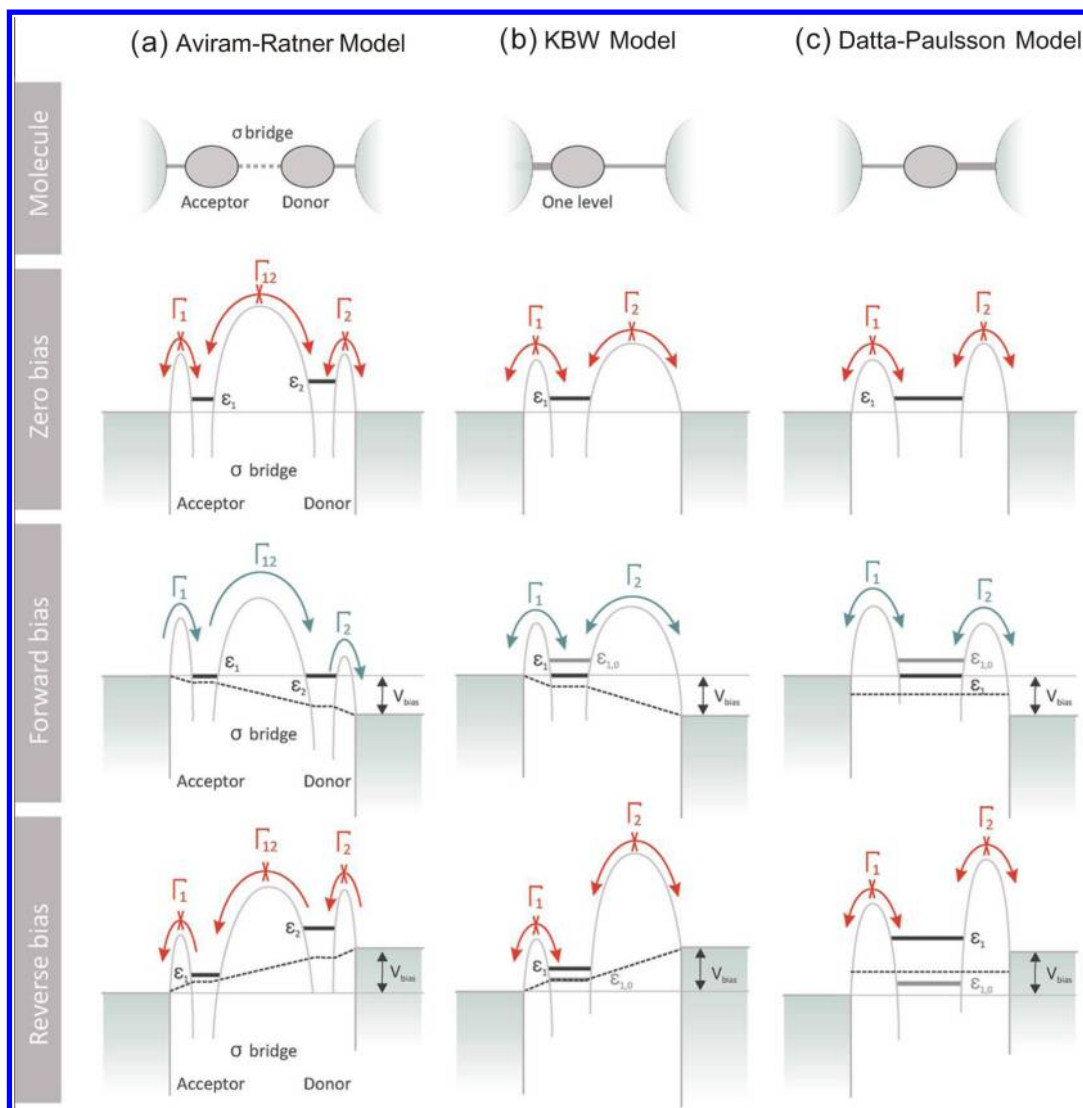 (a) Aviram-Ratner Model
(b) KBW Model
(c) Datta-Paulsson Model
Molecule
σ bridge
Acceptor Donor
One level
Zero bias
Γ1 Γ12 Γ2
ε1 ε2
σ bridge
Acceptor Donor
Γ1 Γ2
ε1
Γ1 Γ2
ε1
Forward bias
Γ1 Γ12 Γ2
ε1 ε2
Vbias
σ bridge
Acceptor Donor
Γ1 Γ2
ε1 ε1,0
Vbias
Γ1 Γ2
ε1,0
ε1
Vbias
Reverse bias
Γ1 Γ12 Γ2
ε2
ε1
Vbias
σ bridge
Acceptor Donor
Γ1 Γ2
ε1
ε1,0
Vbias
Γ1 Γ2
ε1
ε1,0
Vbias